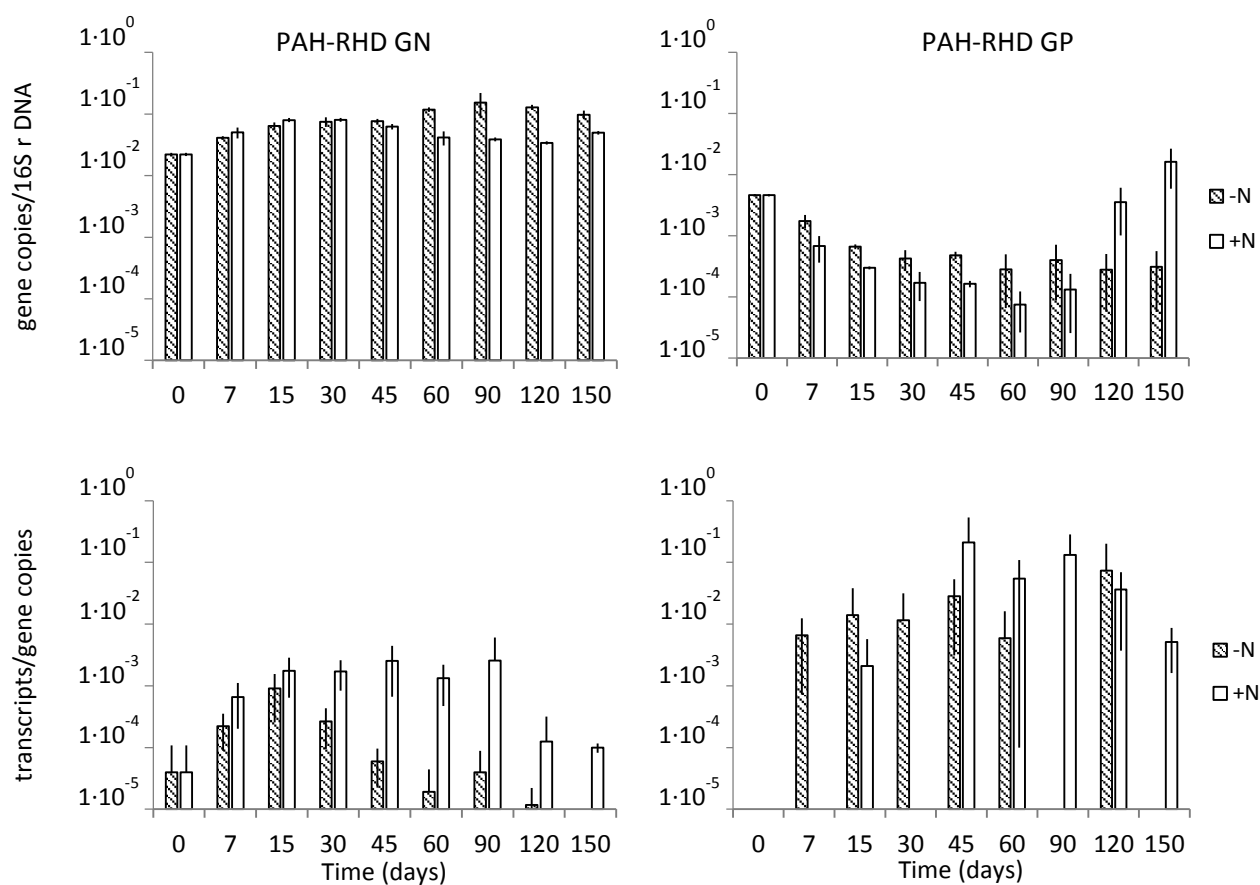 PAH-RHD GN
gene copies/16S r DNA
1·10⁰
1·10⁻¹
1·10⁻²
1·10⁻³
1·10⁻⁴
1·10⁻⁵
0 7 15 30 45 60 90 120 150
PAH-RHD GP
1·10⁰
1·10⁻¹
1·10⁻²
1·10⁻³
1·10⁻⁴
1·10⁻⁵
0 7 15 30 45 60 90 120 150
-N
+N
transcripts/gene copies
1·10⁰
1·10⁻¹
1·10⁻²
1·10⁻³
1·10⁻⁴
1·10⁻⁵
0 7 15 30 45 60 90 120 150
Time (days)
1·10⁰
1·10⁻¹
1·10⁻²
1·10⁻³
1·10⁻⁴
1·10⁻⁵
0 7 15 30 45 60 90 120 150
Time (days)
-N
+N